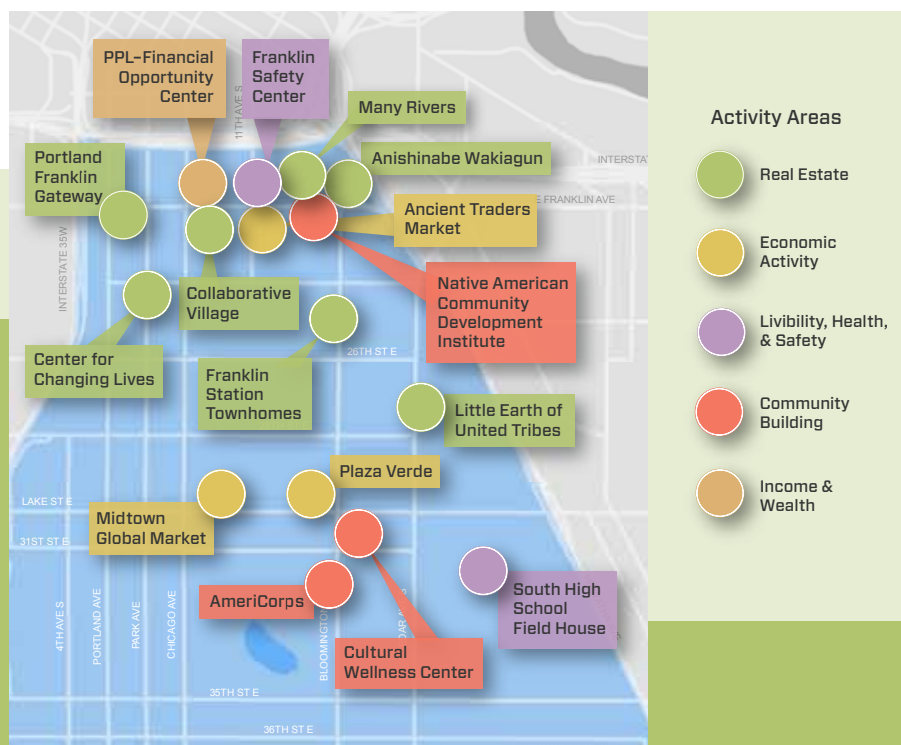 PPL–Financial
Opportunity
Center
Franklin
Safety
Center
11TH AVE S
Many Rivers
Anishinabe Wakiagun
Portland
Franklin
Gateway
INTERSTA
E FRANKLIN AVE
Ancient Traders
Market
INTERSTATE 35W
Native American
Community
Development
Institute
Collaborative
Village
Center for
Changing Lives
26TH ST E
Franklin
Station
Townhomes
Little Earth of
United Tribes
Plaza Verde
LAKE ST E
Midtown
Global Market
31ST ST E
AmeriCorps
South High
School
Field House
4TH AVE S
PORTLAND AVE
PARK AVE
CHICAGO AVE
BLOOMINGTON
Cultural
Wellness Center
35TH ST E
36TH ST E
Activity Areas
Real Estate
Economic
Activity
Livibility, Health,
& Safety
Community
Building
Income &
Wealth